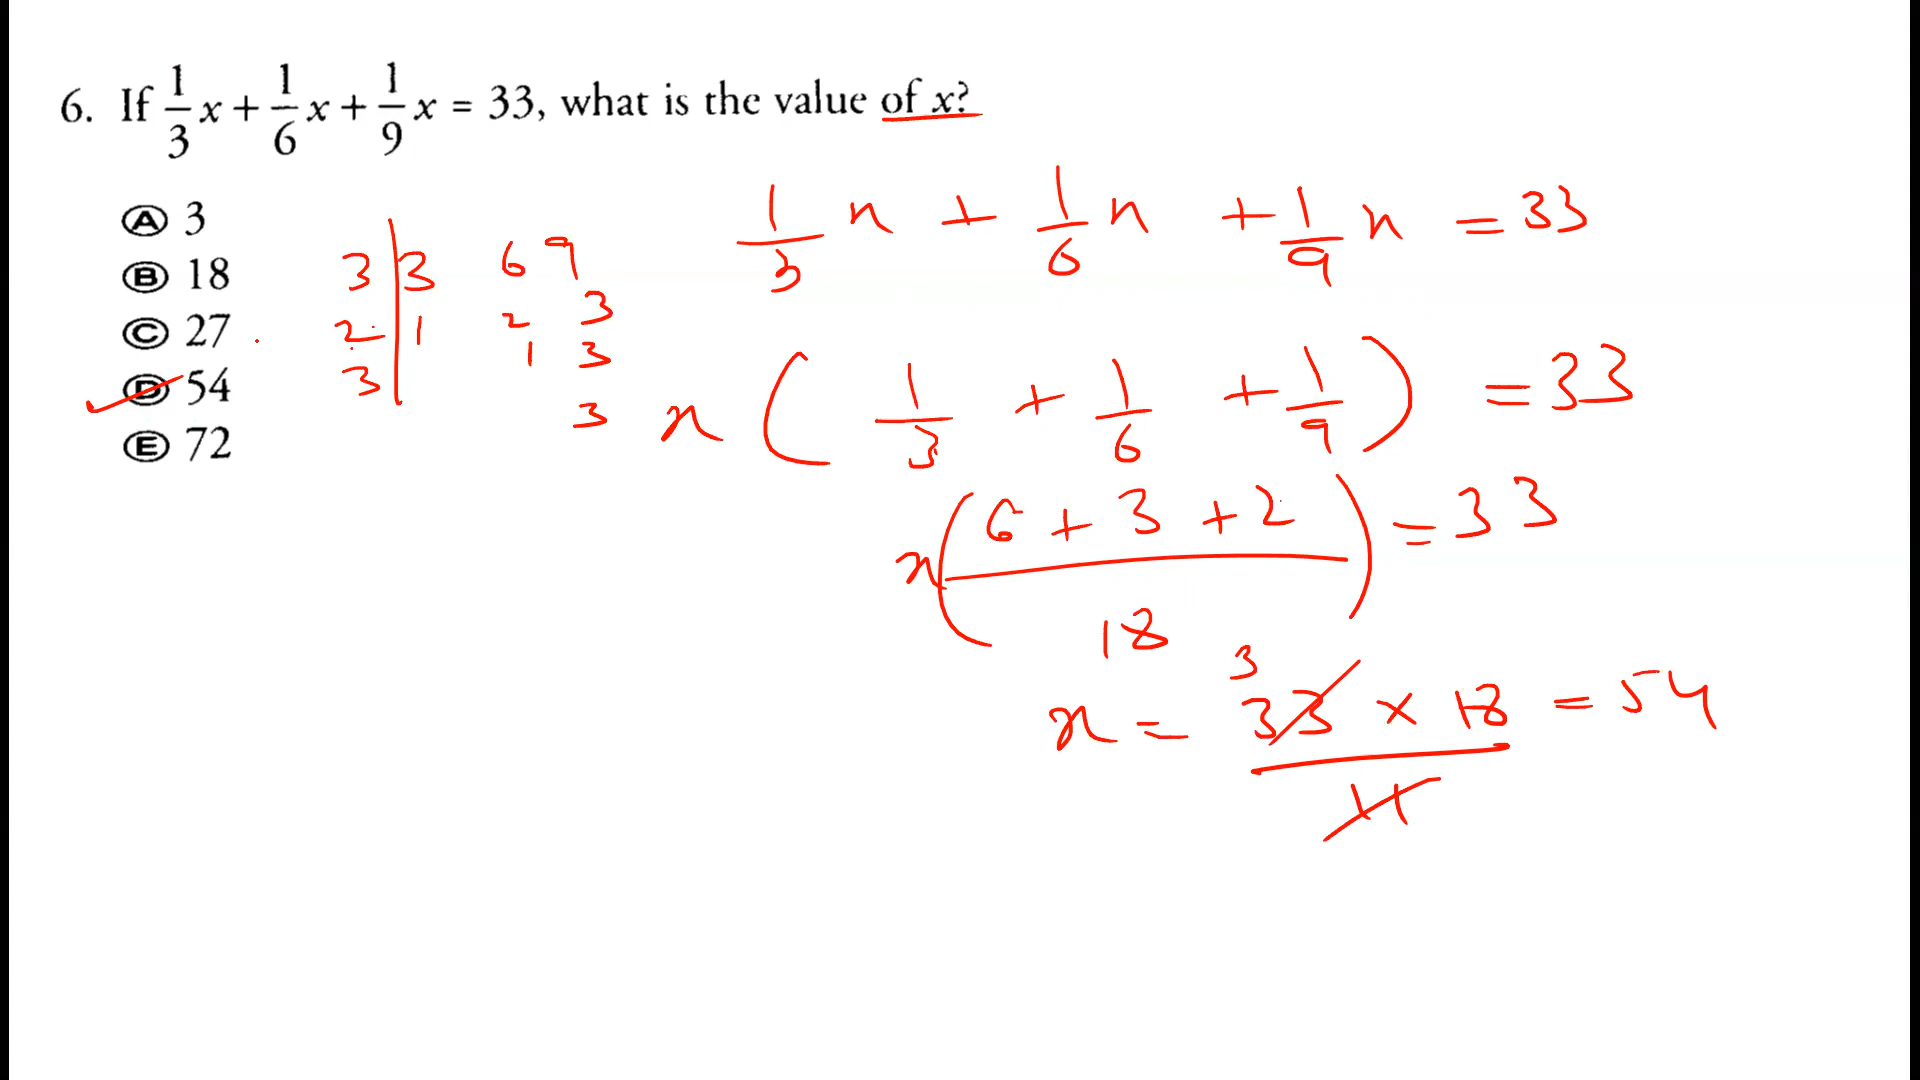 6. If 1/3 x + 1/6 x + 1/9 x = 33, what is the value of x?
A 3
B 18
C 27
D 54
E 72
3 | 3 6 9
2 | 1 2 3
3 | 1 3
3
1/3 x + 1/6 x + 1/9 x = 33
x ( 1/3 + 1/6 + 1/9 ) = 33
x ( 6 + 3 + 2 / 18 ) = 33
3
x = 33 × 18 / 11 = 54